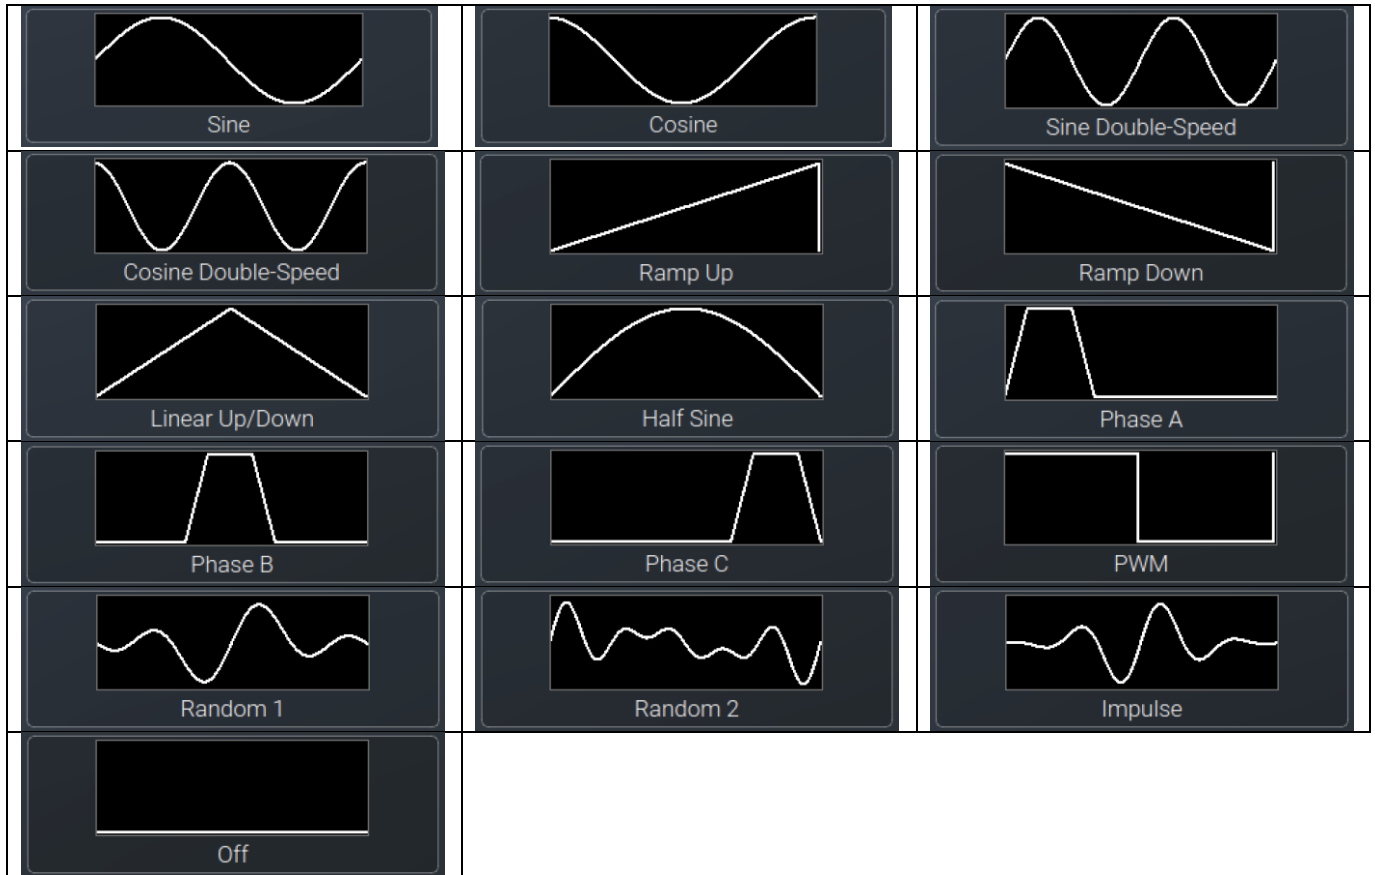 Sine
Cosine
Sine Double-Speed
Cosine Double-Speed
Ramp Up
Ramp Down
Linear Up/Down
Half Sine
Phase A
Phase B
Phase C
PWM
Random 1
Random 2
Impulse
Off